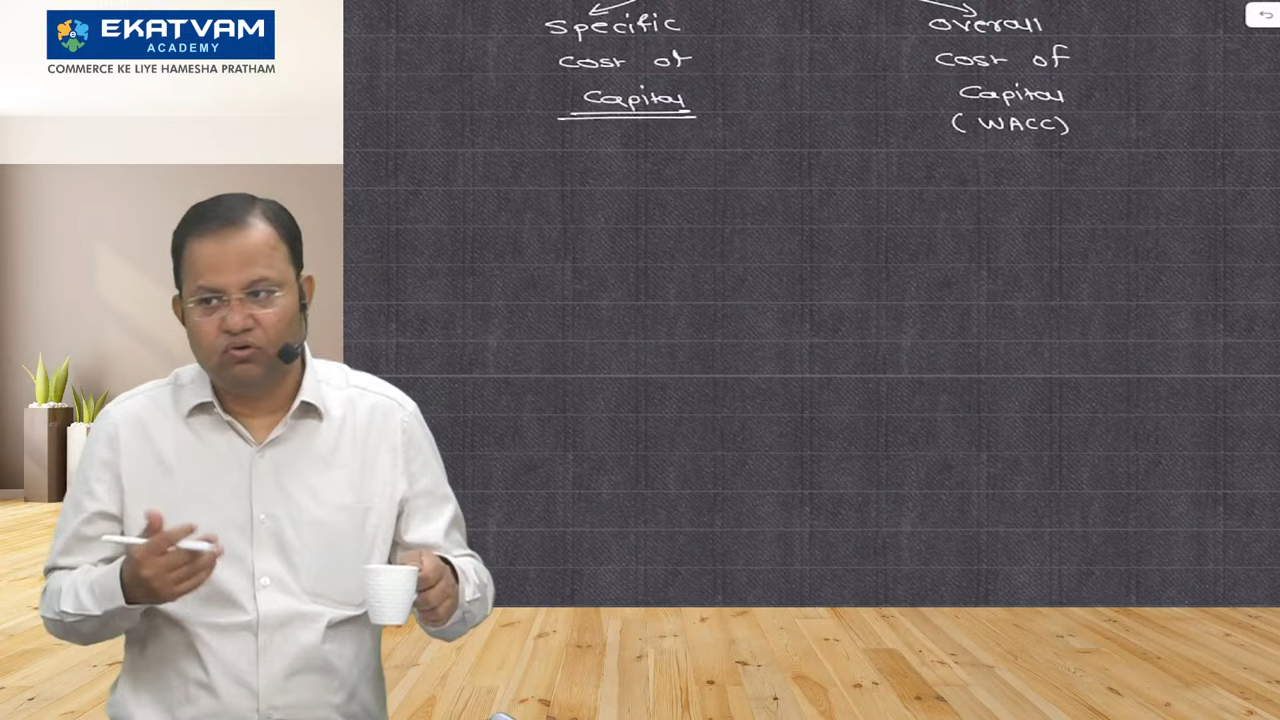 EKATVAM
ACADEMY
COMMERCE KE LIYE HAMESHA PRATHAM
Specific
Cost of
Capital
Overall
Cost of
Capital
(WACC)